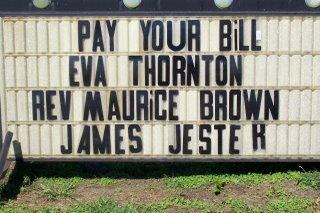 PAY YOUR BiLL
EVA THORNTON
REV MAURiCE BROWN
JAMES JESTER